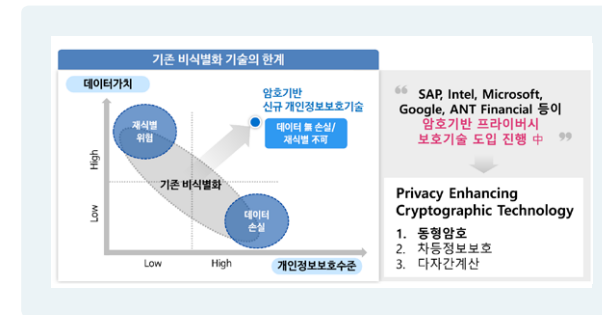 기존 비식별화 기술의 한계
데이터가치
암호기반
신규 개인정보보호기술
데이터 無 손실/
재식별 不可
재식별
위험
기존 비식별화
데이터
손실
High
Low
Low
High
개인정보보호수준
“ SAP, Intel, Microsoft,
Google, ANT Financial 등이
암호기반 프라이버시
보호기술 도입 진행 中 ”
Privacy Enhancing
Cryptographic Technology
1. 동형암호
2. 차등정보보호
3. 다자간계산